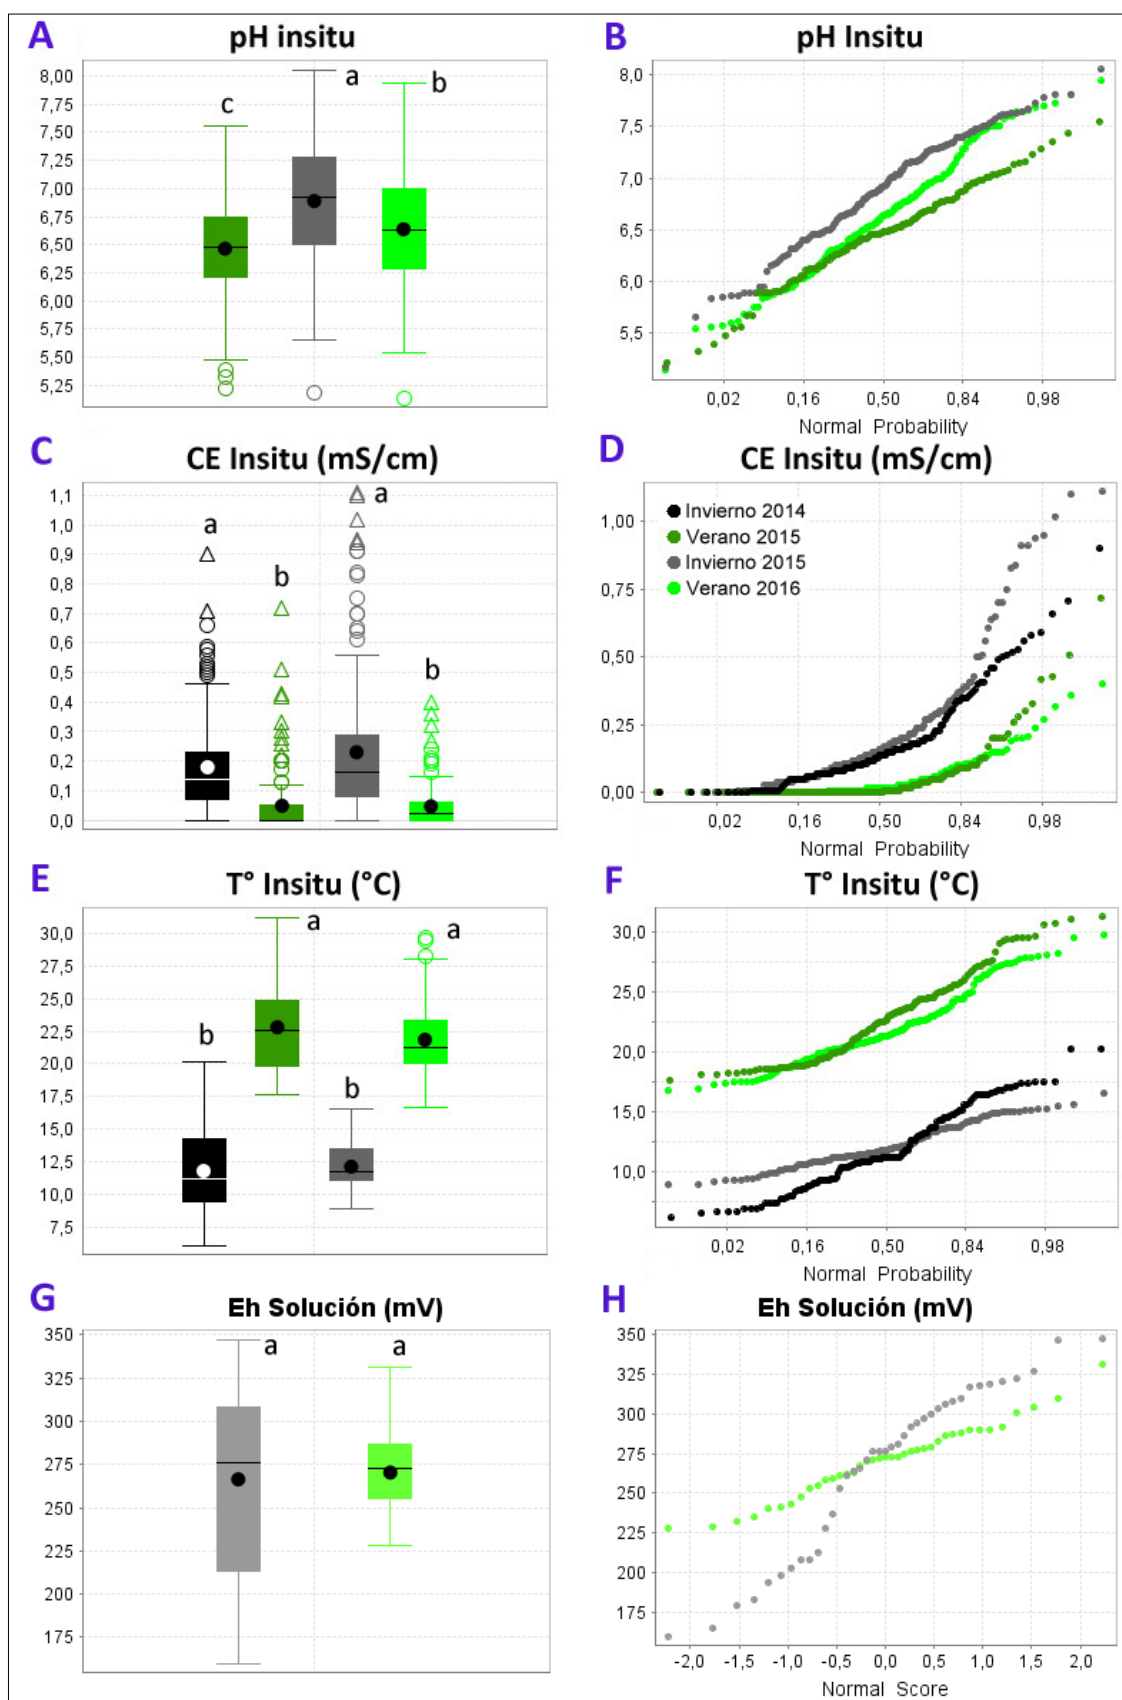 A
pH insitu
8,00
7,75
7,50
7,25
7,00
6,75
6,50
6,25
6,00
5,75
5,50
5,25
c
a
b
B
pH Insitu
8,0
7,5
7,0
6,5
6,0
5,5
0,02 0,16 0,50 0,84 0,98
Normal Probability
C
CE Insitu (mS/cm)
1,1
1,0
0,9
0,8
0,7
0,6
0,5
0,4
0,3
0,2
0,1
0,0
a
b
a
b
D
CE Insitu (mS/cm)
1,00
0,75
0,50
0,25
0,00
Invierno 2014
Verano 2015
Invierno 2015
Verano 2016
0,02 0,16 0,50 0,84 0,98
Normal Probability
E
T° Insitu (°C)
30,0
27,5
25,0
22,5
20,0
17,5
15,0
12,5
10,0
7,5
b
a
b
a
F
T° Insitu (°C)
30,0
25,0
20,0
15,0
10,0
0,02 0,16 0,50 0,84 0,98
Normal Probability
G
Eh Solución (mV)
350
325
300
275
250
225
200
175
a
a
H
Eh Solución (mV)
350
325
300
275
250
225
200
175
-2,0 -1,5 -1,0 -0,5 0,0 0,5 1,0 1,5 2,0
Normal Score